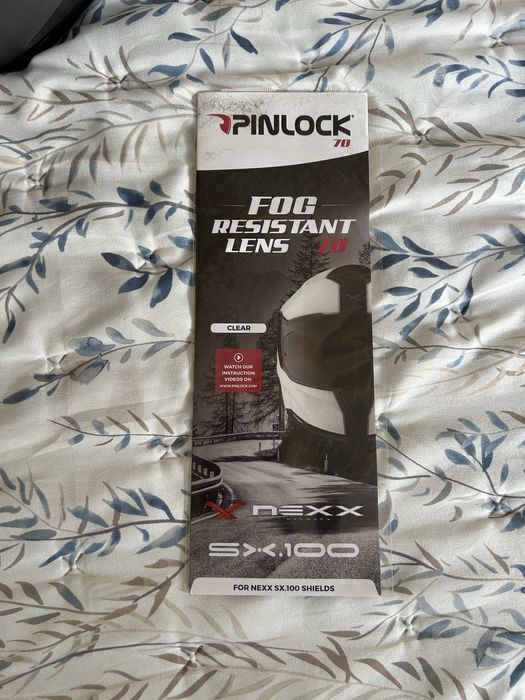 PINLOCK®
70
FOG
RESISTANT
LENS 70
CLEAR
WATCH OUR
INSTRUCTION
VIDEOS ON
WWW.PINLOCK.COM
X NEXX
HELMETS
SX.100
FOR NEXX SX.100 SHIELDS